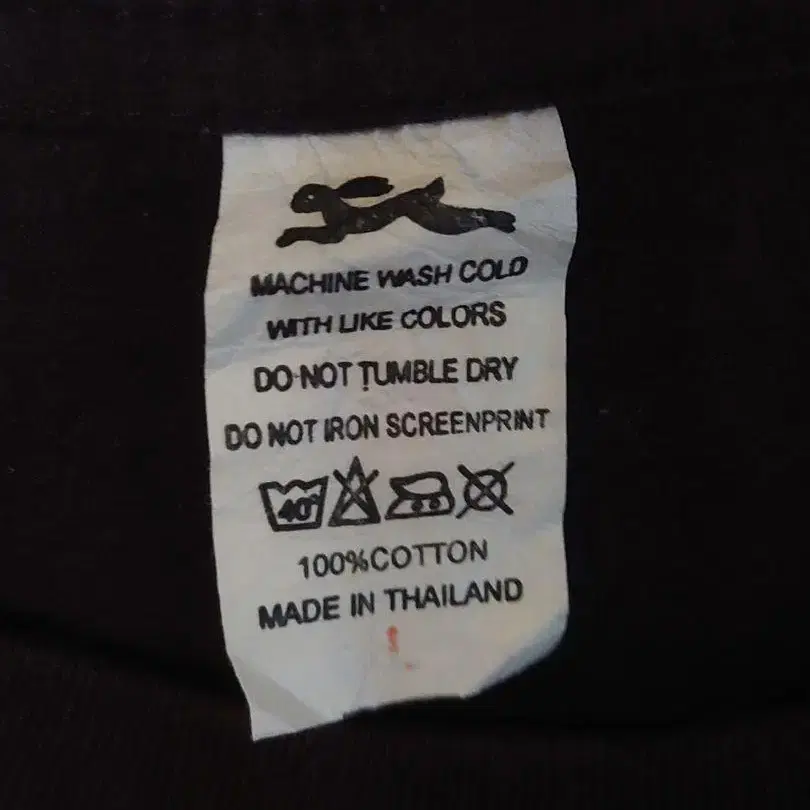 MACHINE WASH COLD
WITH LIKE COLORS
DO NOT TUMBLE DRY
DO NOT IRON SCREENPRINT
40°
100%COTTON
MADE IN THAILAND